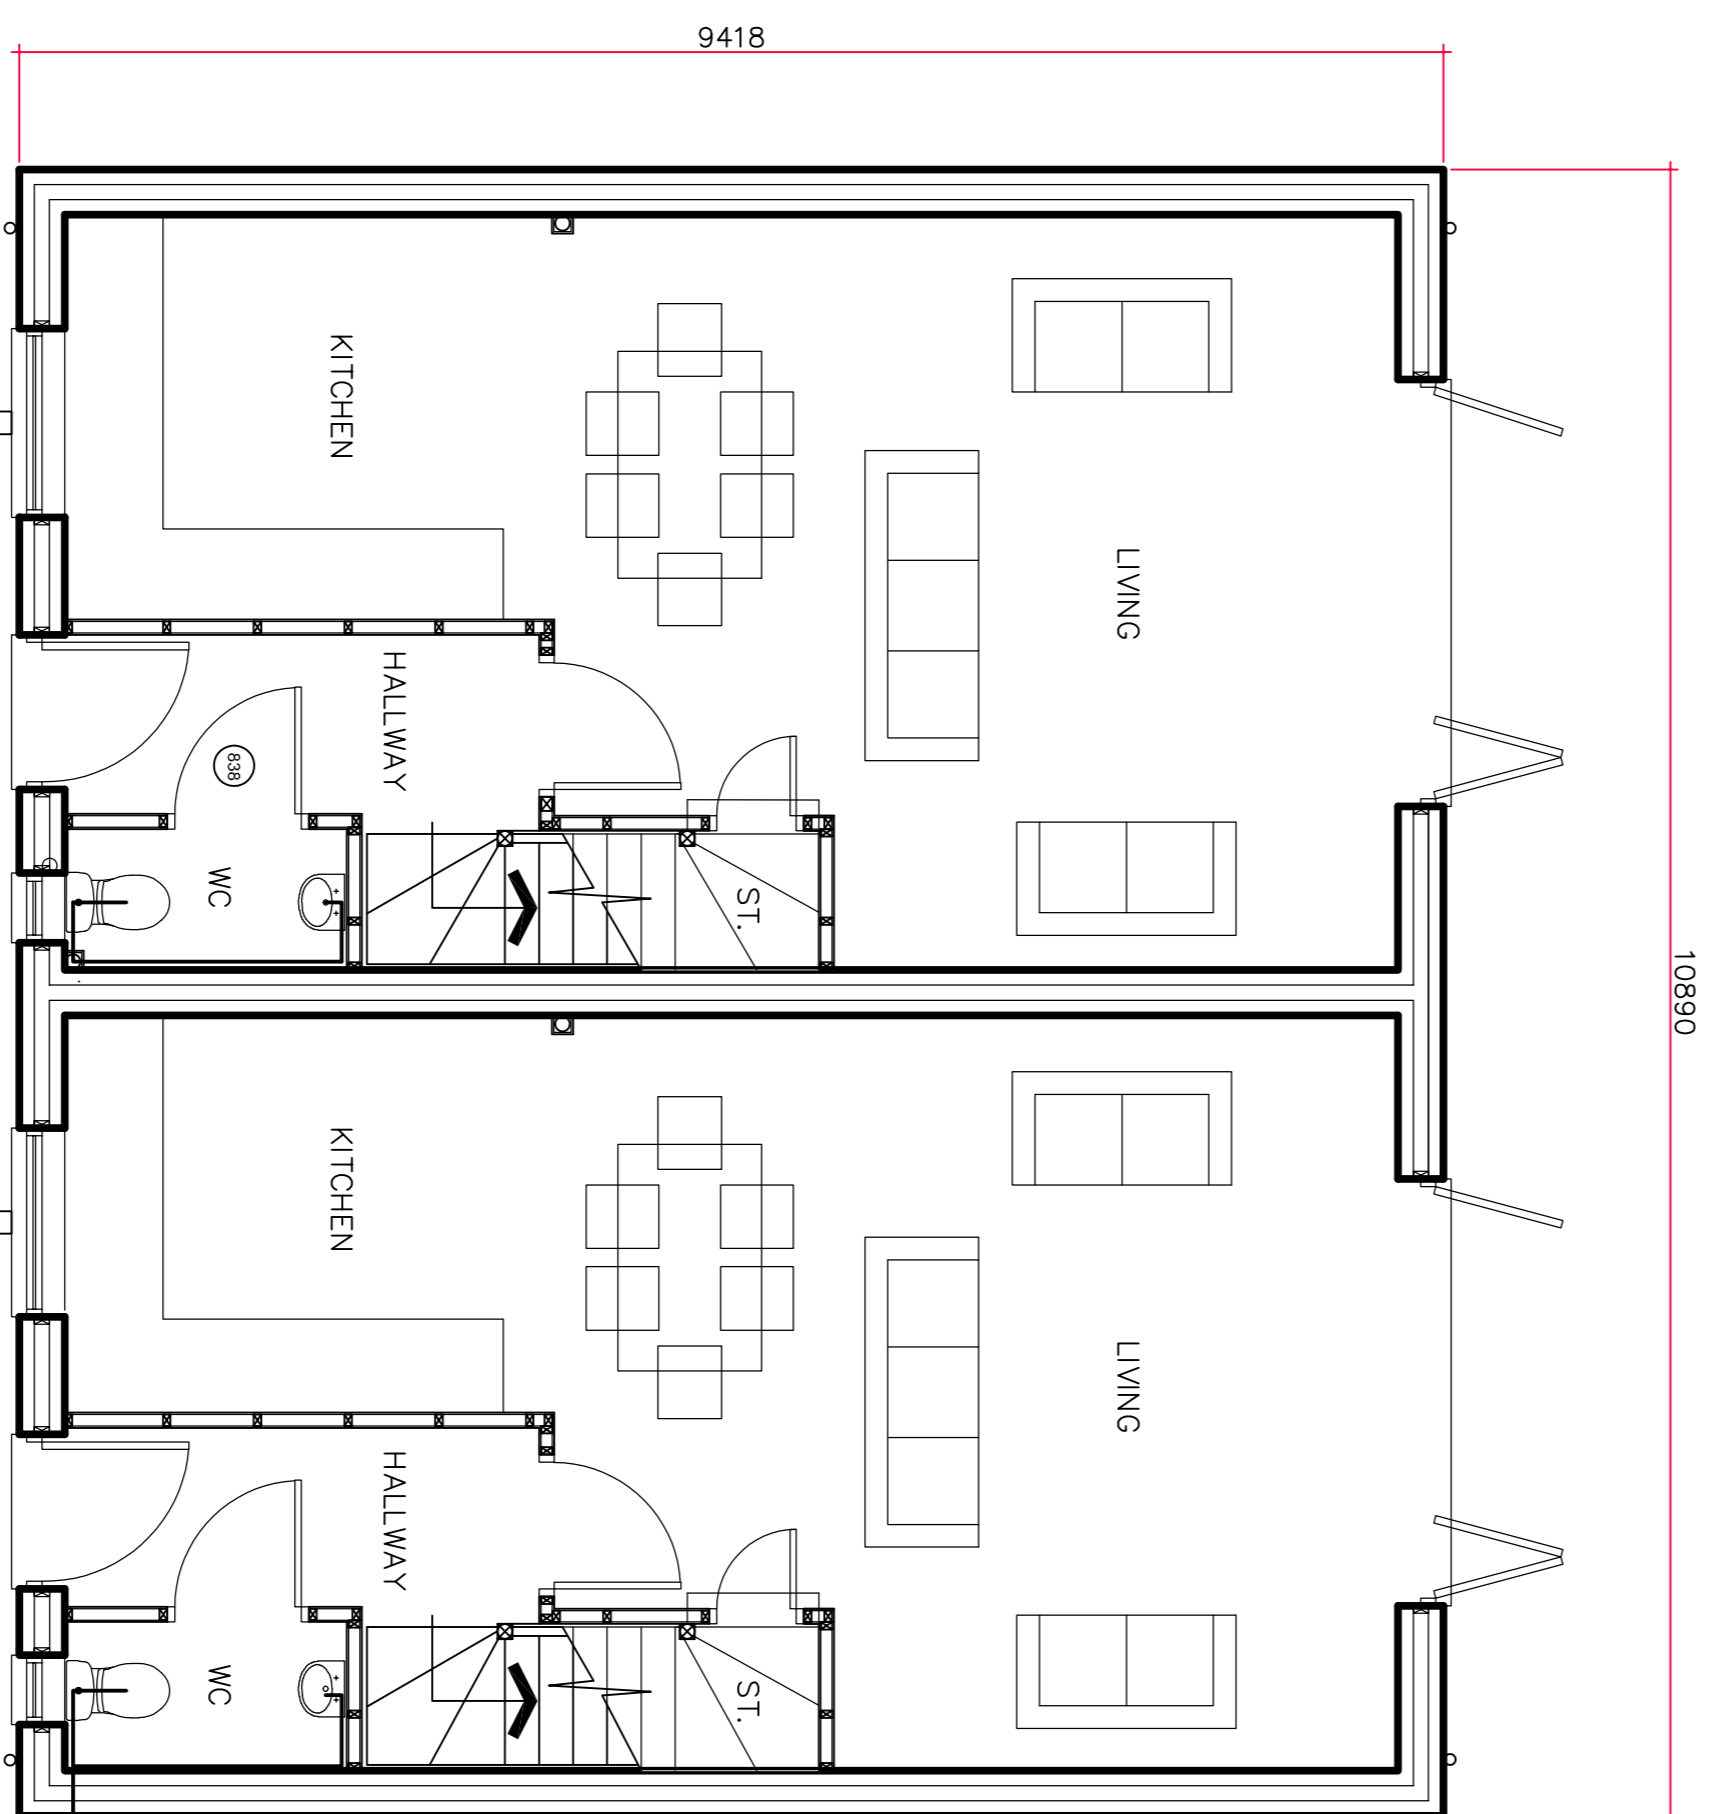 9418
10890
KITCHEN
LIVING
HALLWAY
838
WC
ST.
KITCHEN
LIVING
HALLWAY
WC
ST.